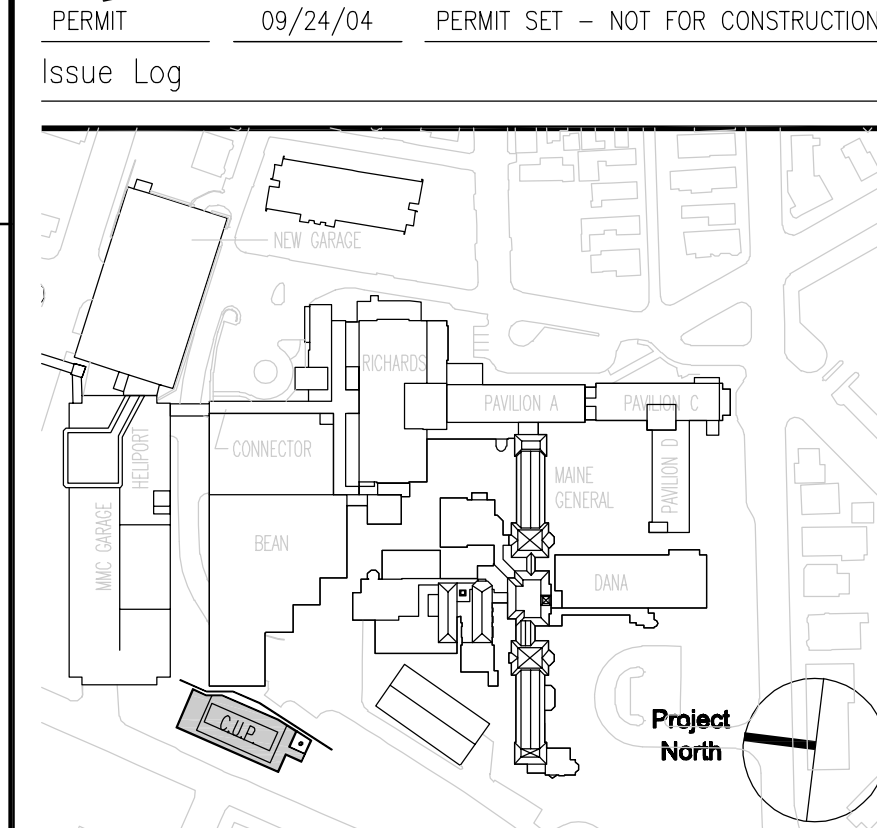 PERMIT 09/24/04 PERMIT SET - NOT FOR CONSTRUCTION
Issue Log
NEW GARAGE
RICHARDS
PAVILION A
PAVILION C
CONNECTOR
HELIPORT
MAINE
GENERAL
PAVILION D
MMC GARAGE
BEAN
DANA
C.U.P.
Project
North